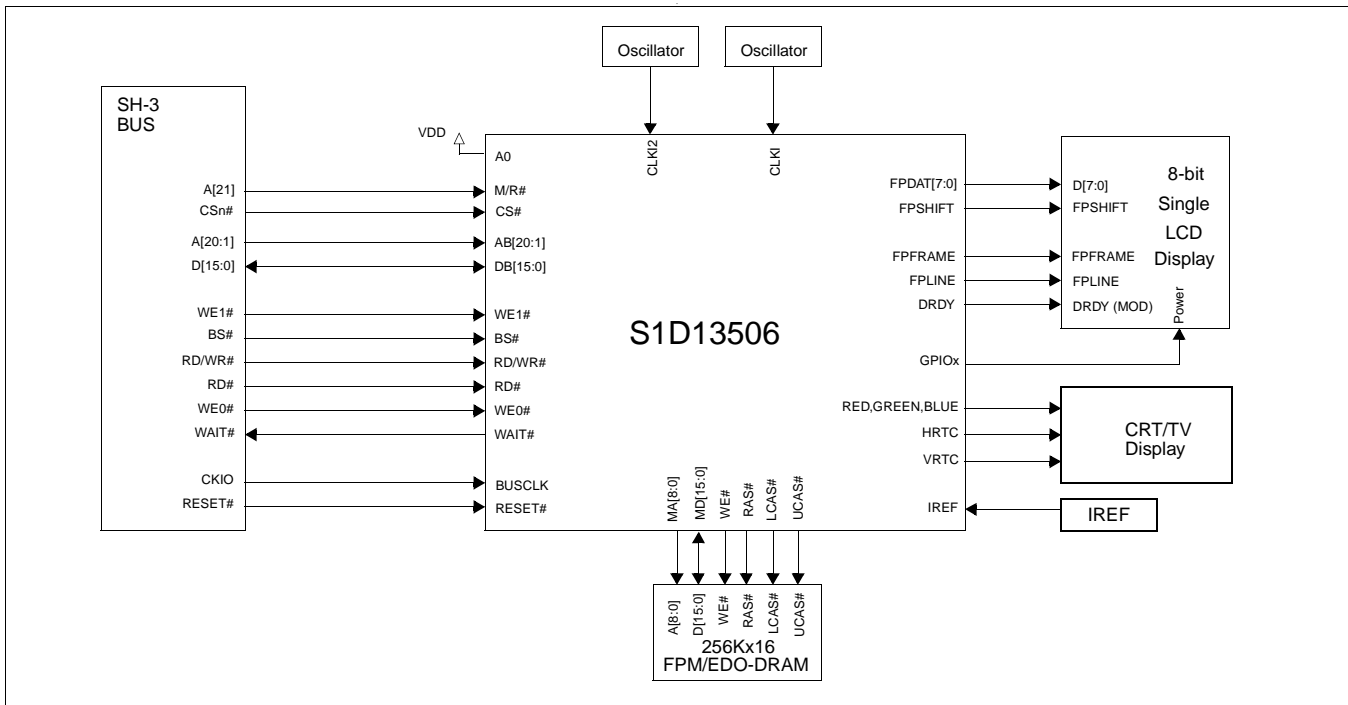 Oscillator
Oscillator
SH-3
BUS
VDD
A0
CLKI2
CLKI
A[21]
M/R#
CSn#
CS#
A[20:1]
AB[20:1]
D[15:0]
DB[15:0]
WE1#
WE1#
BS#
BS#
RD/WR#
RD/WR#
RD#
RD#
WE0#
WE0#
WAIT#
WAIT#
CKIO
BUSCLK
RESET#
RESET#
S1D13506
FPDAT[7:0]
D[7:0]
FPSHIFT
FPSHIFT
FPFRAME
FPFRAME
FPLINE
FPLINE
DRDY
DRDY (MOD)
8-bit
Single
LCD
Display
Power
GPIOx
RED,GREEN,BLUE
HRTC
VRTC
CRT/TV
Display
IREF
IREF
MA[8:0]
MD[15:0]
WE#
RAS#
LCAS#
UCAS#
A[8:0]
D[15:0]
WE#
RAS#
LCAS#
UCAS#
256Kx16
FPM/EDO-DRAM